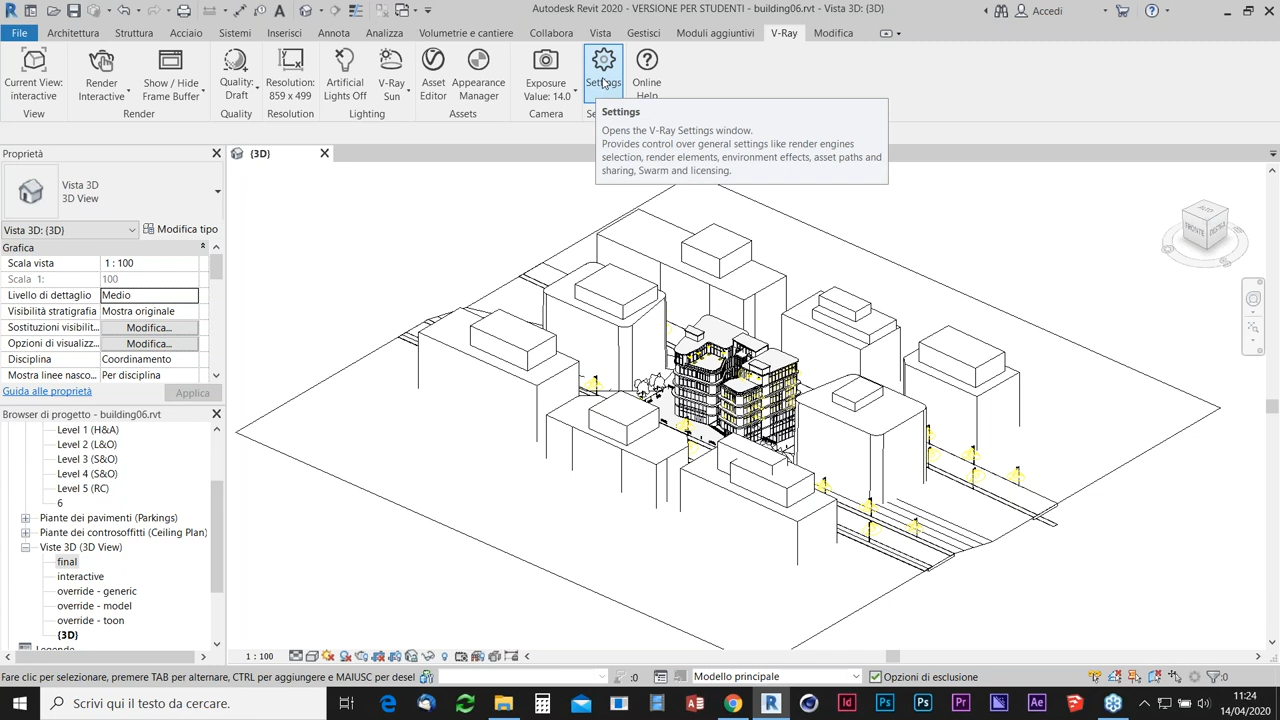 Autodesk Revit 2020 - VERSIONE PER STUDENTI - building06.rvt - Vista 3D: {3D}
Accedi
File
Architettura
Struttura
Acciaio
Sistemi
Inserisci
Annota
Analizza
Volumetrie e cantiere
Collabora
Vista
Gestisci
Moduli aggiuntivi
V-Ray
Modifica
Current View: interactive
Render Interactive
Show / Hide Frame Buffer
Quality: Draft
Resolution: 859 x 499
Artificial Lights Off
V-Ray Sun
Asset Editor
Appearance Manager
Exposure Value: 14.0
Settings
Online Help
View
Render
Quality
Resolution
Lighting
Assets
Camera
Settings
Opens the V-Ray Settings window.
Provides control over general settings like render engines
selection, render elements, environment effects, asset paths and
sharing, Swarm and licensing.
Proprietà
{3D}
Vista 3D
3D View
Vista 3D: {3D}
Modifica tipo
Grafica
Scala vista 1 : 100
Scala 1: 100
Livello di dettaglio Medio
Visibilità stratigrafia Mostra originale
Sostituzioni visibilit... Modifica...
Opzioni di visualizz... Modifica...
Disciplina Coordinamento
Mostra linee nasco... Per disciplina
Guida alle proprietà
Applica
Browser di progetto - building06.rvt
Level 1 (H&A)
Level 2 (L&O)
Level 3 (S&O)
Level 4 (S&O)
Level 5 (RC)
6
Piante dei pavimenti (Parkings)
Piante dei controsoffitti (Ceiling Plan)
Viste 3D (3D View)
final
interactive
override - generic
override - model
override - toon
{3D}
Legende
1 : 100
Fare clic per selezionare, premere TAB per alternare, CTRL per aggiungere e MAIUSC per desel
:0
Modello principale
Opzioni di esclusione
:0
Scrivi qui il testo da ricercare.
11:24
14/04/2020